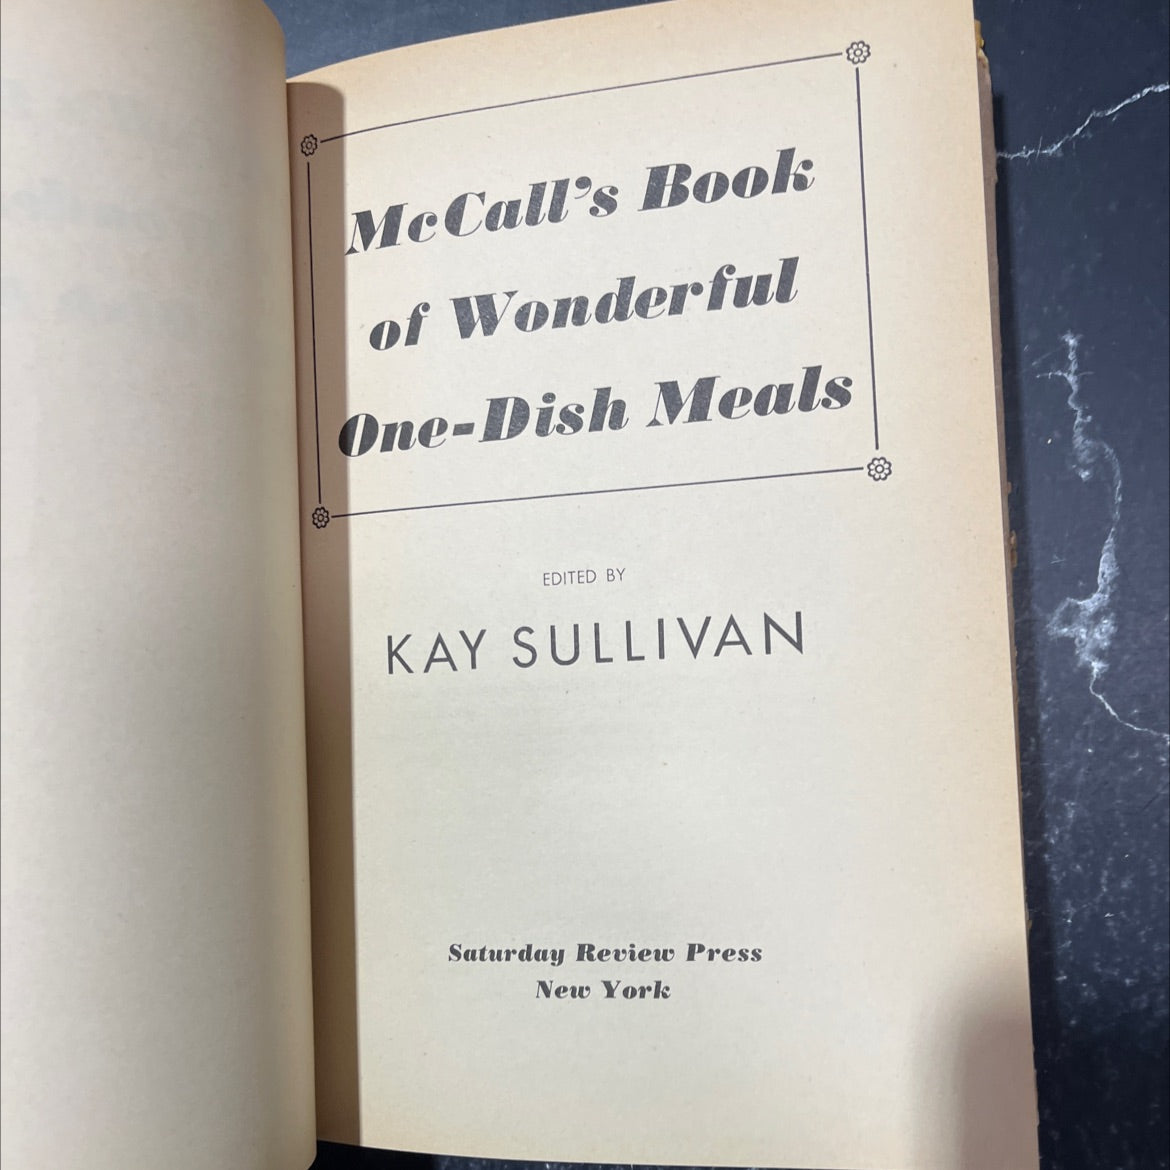 McCall's Book
of Wonderful
One-Dish Meals
EDITED BY
KAY SULLIVAN
Saturday Review Press
New York